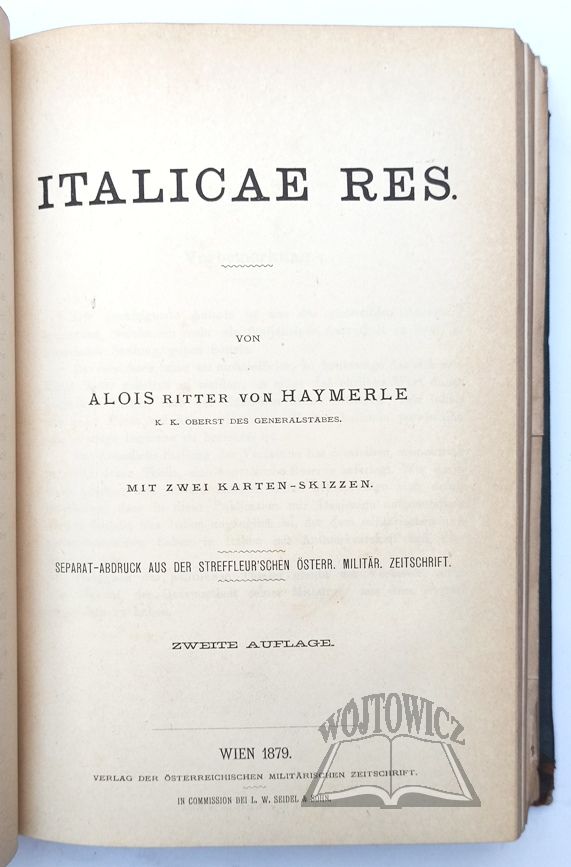 ITALICAE RES.
VON
ALOIS RITTER VON HAYMERLE
K. K. OBERST DES GENERALSTABES.
MIT ZWEI KARTEN-SKIZZEN.
SEPARAT-ABDRUCK AUS DER STREFFLEUR'SCHEN ÖSTERR. MILITÄR. ZEITSCHRIFT.
ZWEITE AUFLAGE.
WIEN 1879.
VERLAG DER ÖSTERREICHISCHEN MILITÄRISCHEN ZEITSCHRIFT.
IN COMMISSION BEI L. W. SEIDEL & SOHN.
WÓJTOWICZ